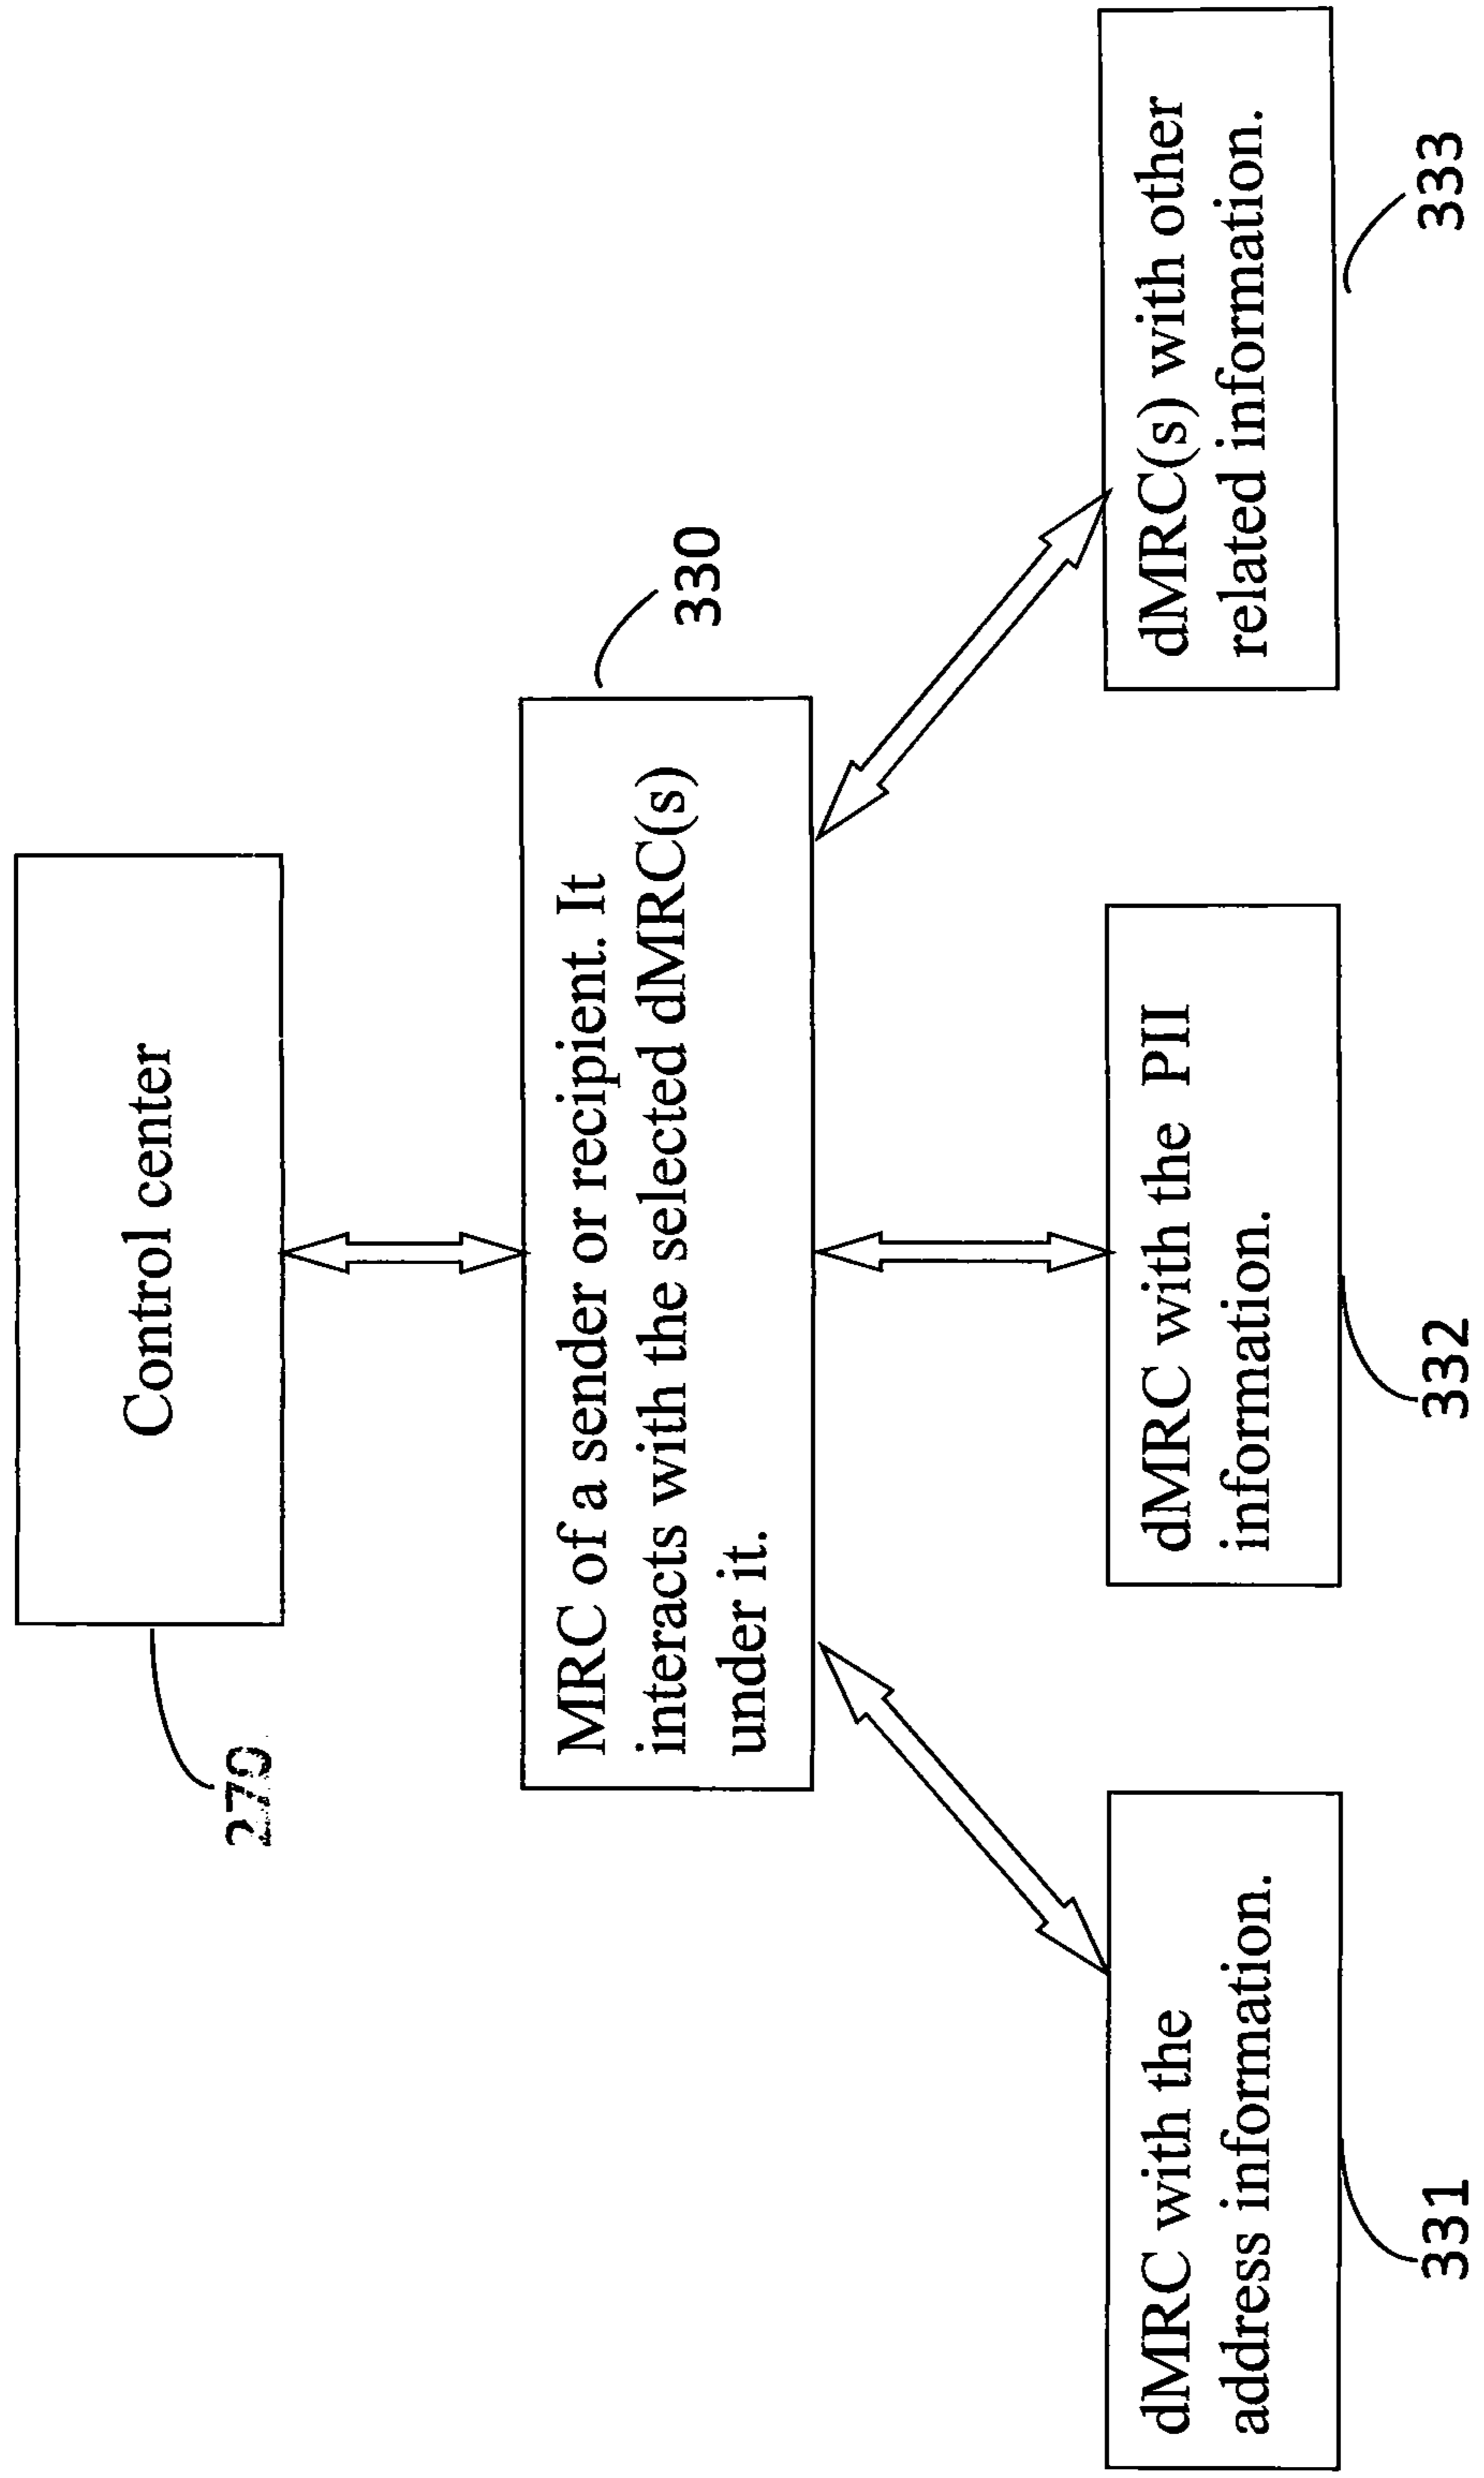 Control center
279
MRC of a sender or recipient. It
interacts with the selected dMRC(s)
under it.
330
dMRC with the
address information.
331
dMRC with the PII
information.
332
dMRC(s) with other
related information.
333